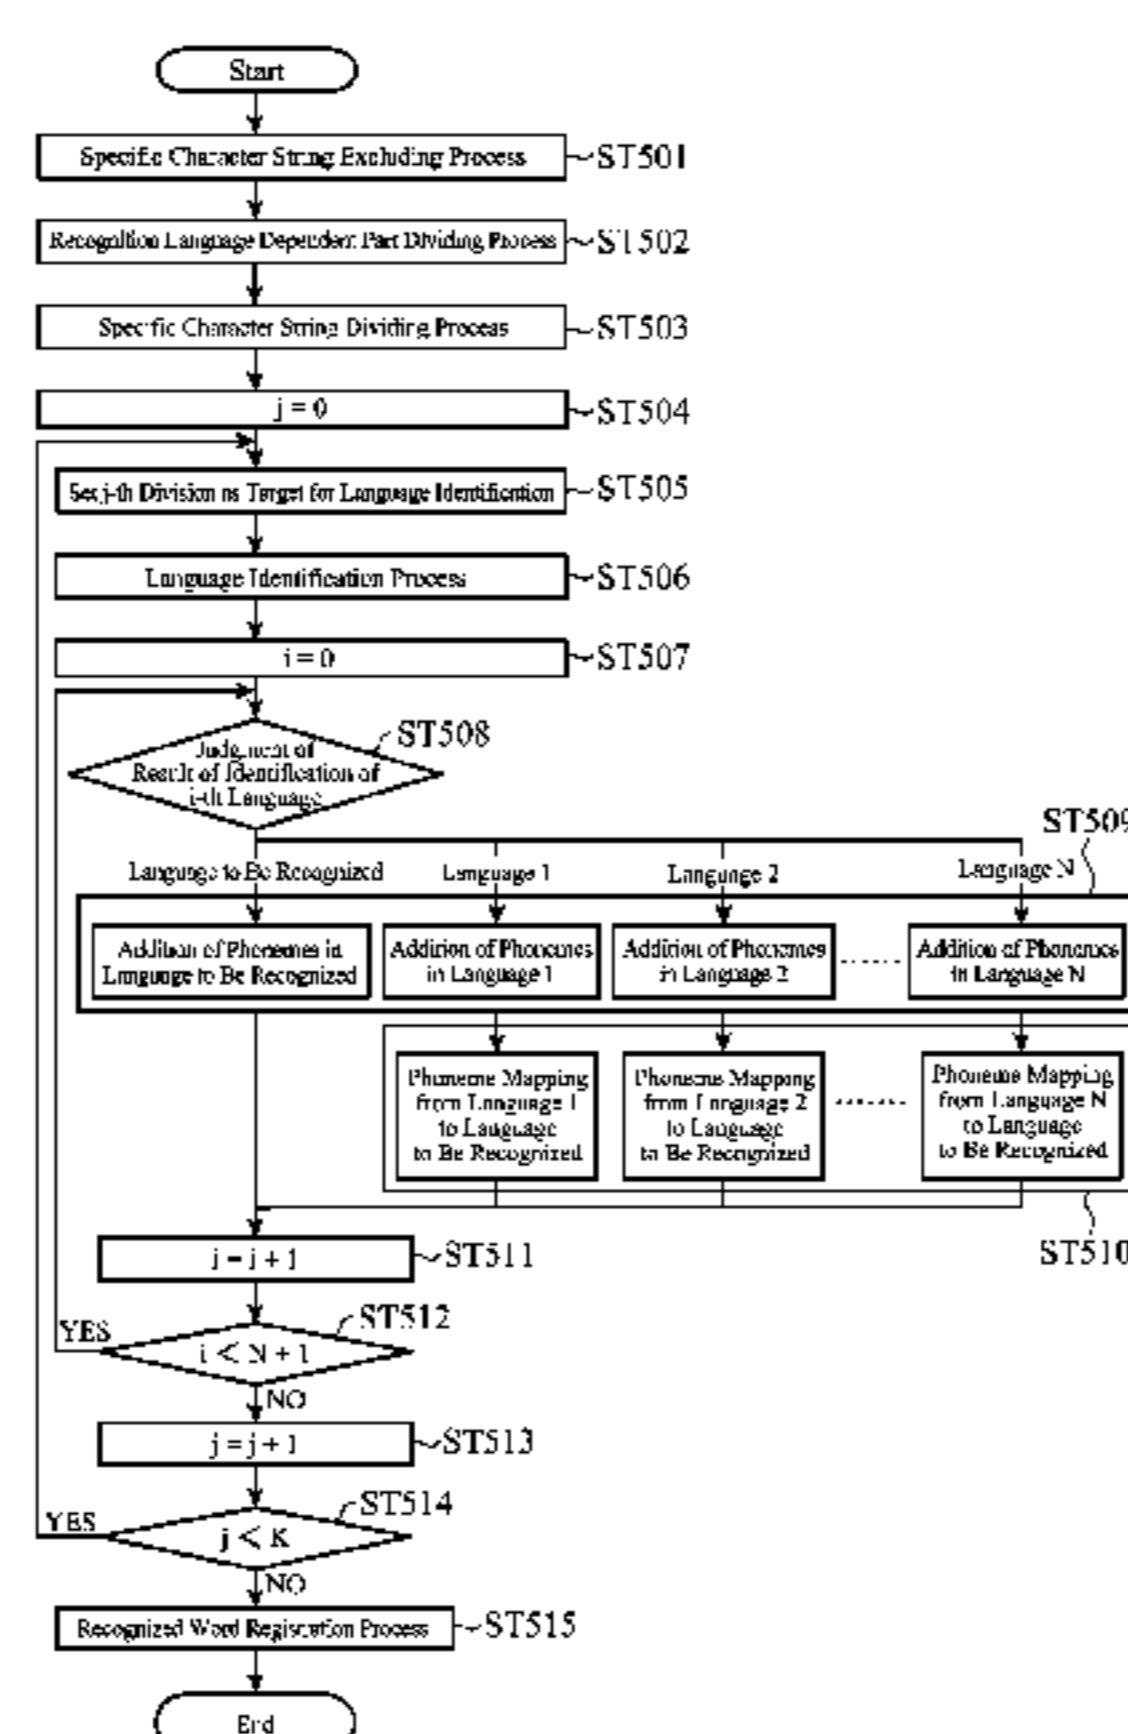 Start
Specific Character String Excluding Process
ST501
Recognition Language Dependent Part Dividing Process
ST502
Specific Character String Dividing Process
ST503
j = 0
ST504
Set j-th Division as Target for Language Identification
ST505
Language Identification Process
ST506
i = 0
ST507
ST508
Judgment of
Result of Identification of
i-th Language
ST509
Language to Be Recognized
Language 1
Language 2
Language N
Addition of Phonemes in
Language to Be Recognized
Addition of Phonemes
in Language 1
Addition of Phonemes
in Language 2
Addition of Phonemes
in Language N
Phoneme Mapping
from Language 1
to Language
to Be Recognized
Phoneme Mapping
from Language 2
to Language
to Be Recognized
Phoneme Mapping
from Language N
to Language
to Be Recognized
ST510
i = i + 1
ST511
ST512
YES
i < N + 1
NO
j = j + 1
ST513
ST514
YES
j < K
NO
Recognized Word Registration Process
ST515
End